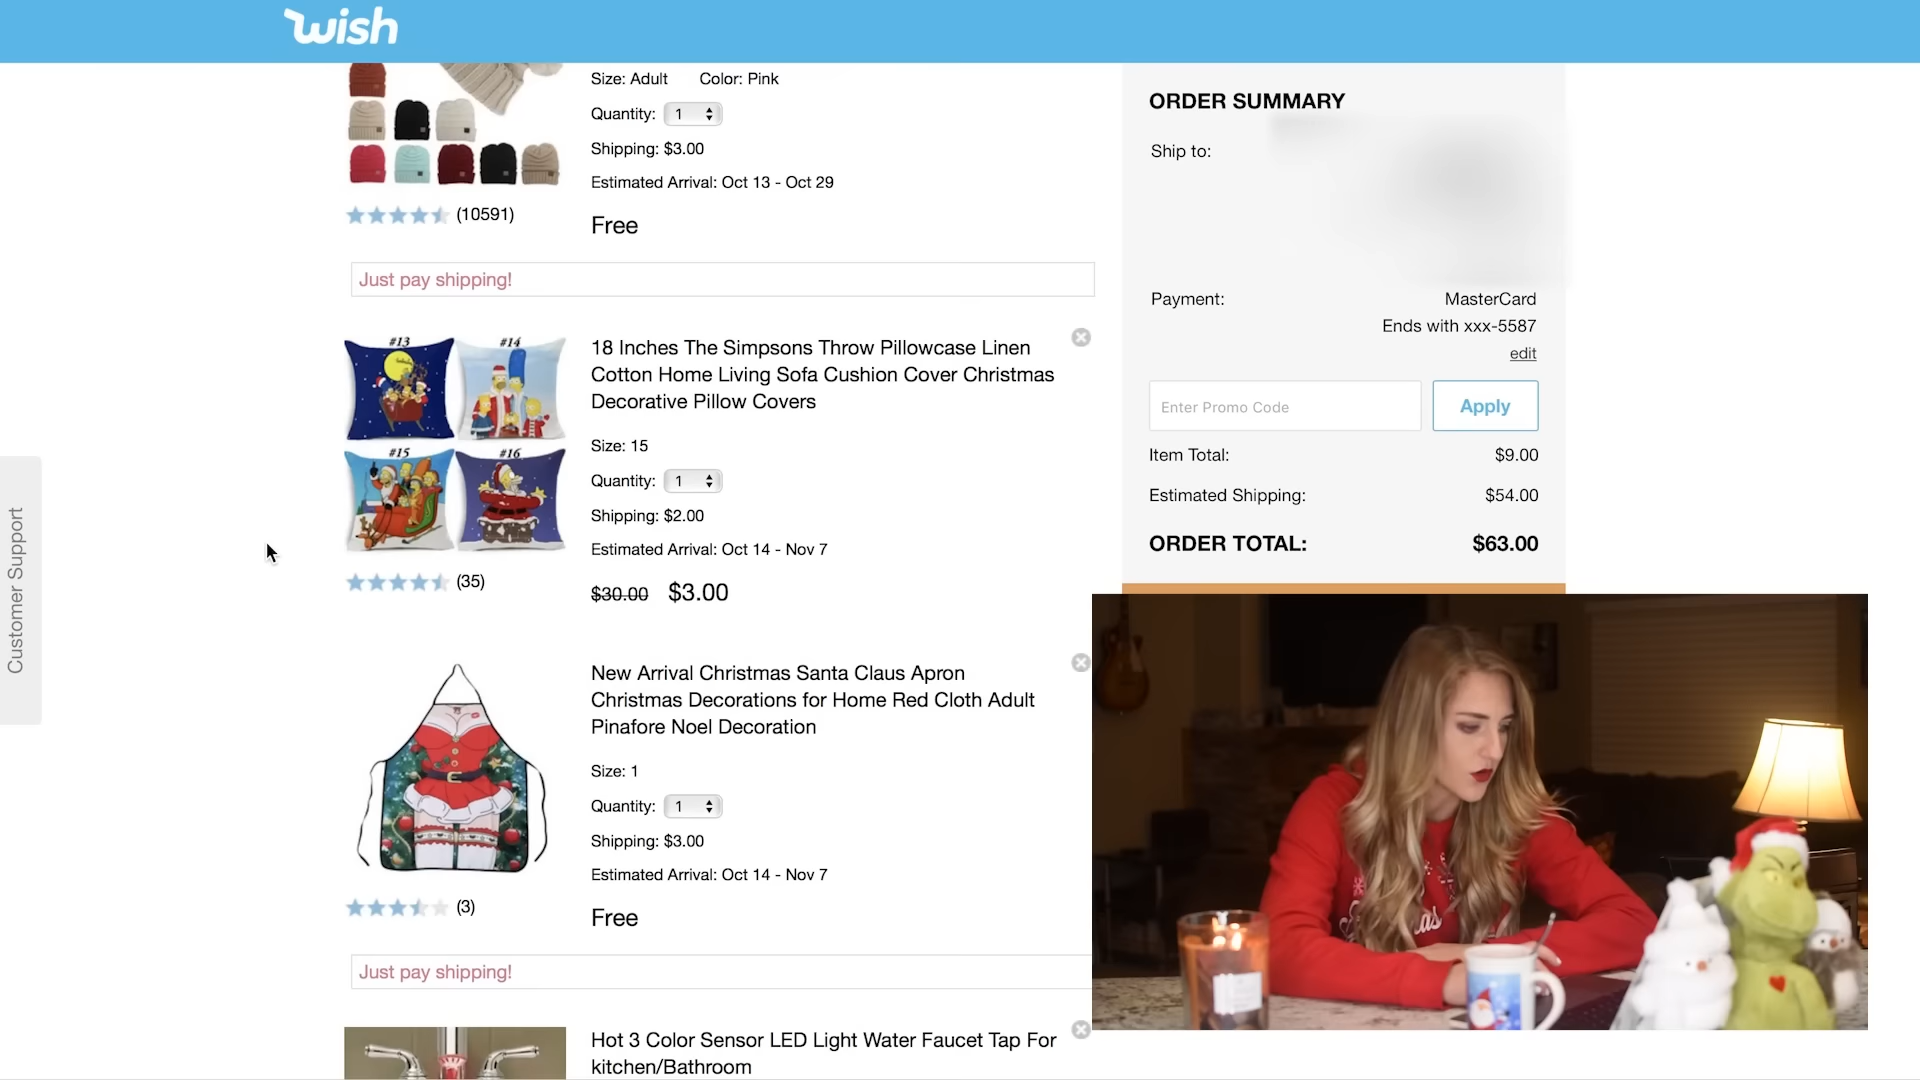 wish
Size: Adult Color: Pink
Quantity: 1
Shipping: $3.00
Estimated Arrival: Oct 13 - Oct 29
(10591)
Free
Just pay shipping!
#13 #14
#15 #16
18 Inches The Simpsons Throw Pillowcase Linen
Cotton Home Living Sofa Cushion Cover Christmas
Decorative Pillow Covers
Size: 15
Quantity: 1
Shipping: $2.00
Estimated Arrival: Oct 14 - Nov 7
(35)
$30.00 $3.00
New Arrival Christmas Santa Claus Apron
Christmas Decorations for Home Red Cloth Adult
Pinafore Noel Decoration
Size: 1
Quantity: 1
Shipping: $3.00
Estimated Arrival: Oct 14 - Nov 7
(3)
Free
Just pay shipping!
Hot 3 Color Sensor LED Light Water Faucet Tap For
kitchen/Bathroom
Customer Support
ORDER SUMMARY
Ship to:
Payment: MasterCard
Ends with xxx-5587
edit
Enter Promo Code Apply
Item Total: $9.00
Estimated Shipping: $54.00
ORDER TOTAL: $63.00